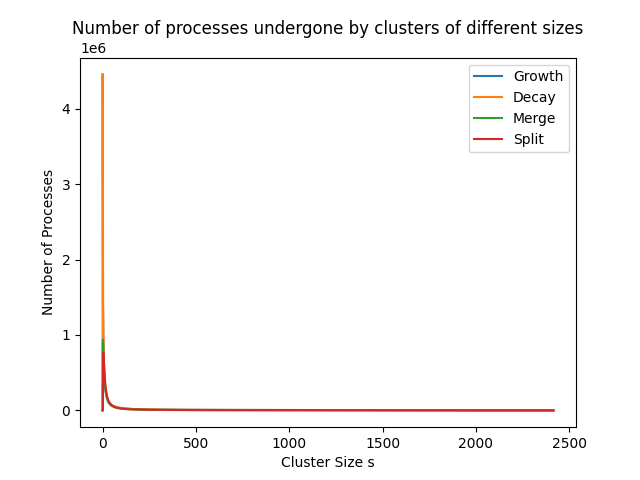 Number of processes undergone by clusters of different sizes
1e6
Growth
Decay
Merge
Split
4
3
2
1
0
Number of Processes
0 500 1000 1500 2000 2500
Cluster Size s